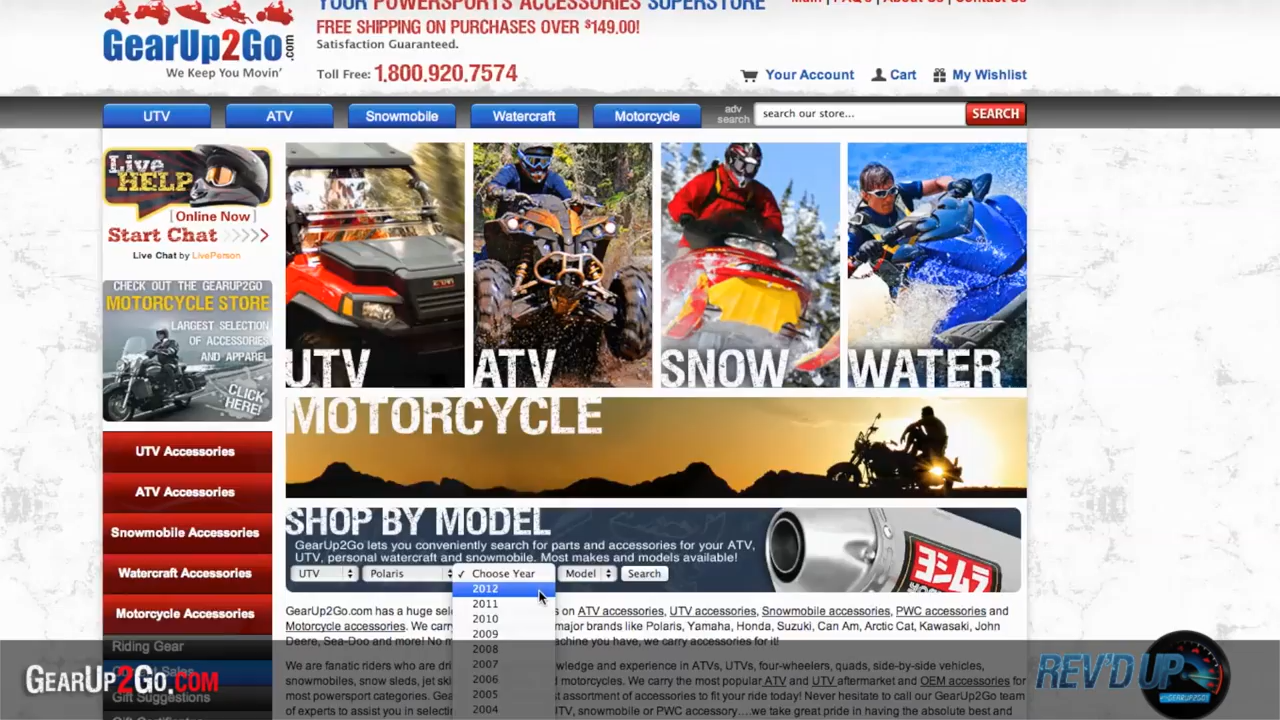 YOUR POWERSPORTS ACCESSORIES SUPERSTORE
Main | FAQ's | About Us | Contact Us
GearUp2Go.com
We Keep You Movin'
FREE SHIPPING ON PURCHASES OVER $149.00!
Satisfaction Guaranteed.
Toll Free: 1.800.920.7574
Your Account
Cart
My Wishlist
UTV
ATV
Snowmobile
Watercraft
Motorcycle
adv search
search our store...
SEARCH
Live HELP
[Online Now]
Start Chat
Live Chat by LivePerson
CHECK OUT THE GEARUP2GO
MOTORCYCLE STORE
LARGEST SELECTION
OF ACCESSORIES
AND APPAREL
CLICK HERE!
UTV
ATV
SNOW
WATER
MOTORCYCLE
UTV Accessories
ATV Accessories
Snowmobile Accessories
Watercraft Accessories
Motorcycle Accessories
Riding Gear
Gift Suggestions
SHOP BY MODEL
GearUp2Go lets you conveniently search for parts and accessories for your ATV,
UTV, personal watercraft and snowmobile. Most makes and models available!
UTV
Polaris
✓ Choose Year
Model
Search
2012
2011
2010
2009
2008
2007
2006
2005
2004
ヨシムラ
GearUp2Go.com has a huge on ATV accessories, UTV accessories, Snowmobile accessories, PWC accessories and
Motorcycle accessories. We carry major brands like Polaris, Yamaha, Honda, Suzuki, Can Am, Arctic Cat, Kawasaki, John
Deere, Sea-Doo and more! No machine you have, we carry accessories for it!
We are fanatic riders who are and experience in ATVs, UTVs, four-wheelers, quads, side-by-side vehicles,
snowmobiles, snow sleds, jet motorcycles. We carry the most popular ATV and UTV aftermarket and OEM accessories for
most powersport categories. assortment of accessories to fit your ride today! Never hesitate to call our GearUp2Go team
of experts to assist you in UTV, snowmobile or PWC accessory....we take great pride in having the absolute best and
GEARUP2GO.COM
REV'D UP
GEARUP2GO